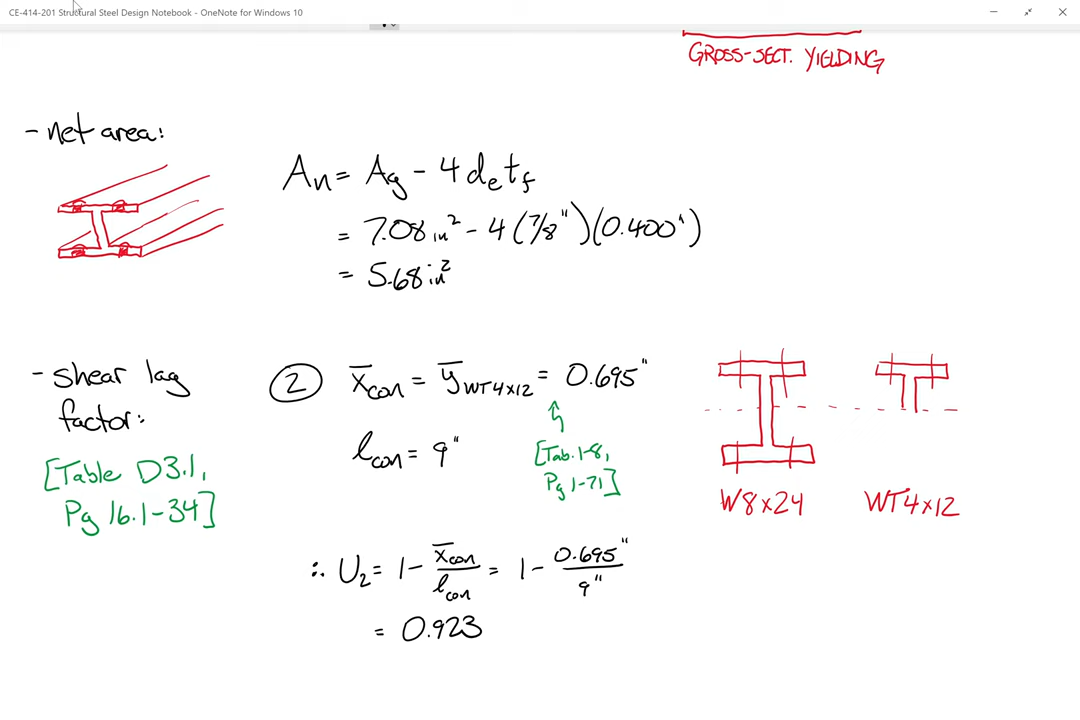 CE-414-201 Structural Steel Design Notebook - OneNote for Windows 10
GROSS-SECT. YIELDING
- net area:
An = Ag - 4 de tf
= 7.08 in² - 4 (7/8") (0.400")
= 5.68 in²
- shear lag
factor:
[Table D3.1,
Pg 16.1-34]
② x̄con = ȳWT4x12 = 0.695"
lcon = 9"
[Tab. 1-8,
Pg 1-71]
W8x24
WT4x12
∴ U2 = 1 - x̄con/lcon = 1 - 0.695"/9"
= 0.923